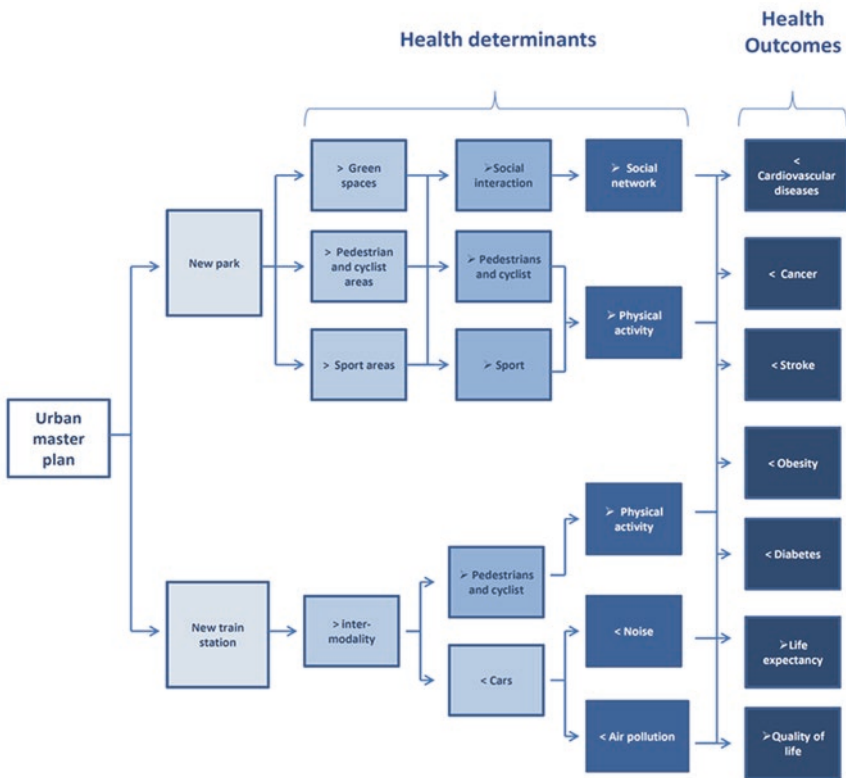 Health determinants
Health
Outcomes
> Green
spaces
➢Social
interaction
➢ Social
network
<
Cardiovascular
diseases
New park
> Pedestrian
and cyclist
areas
➢ Pedestrians
and cyclist
< Cancer
➢ Physical
activity
> Sport areas
➢ Sport
< Stroke
Urban
master
plan
< Obesity
➢ Physical
activity
➢ Pedestrians
and cyclist
< Diabetes
New train
station
> inter-
modality
< Noise
➢Life
expectancy
< Cars
< Air pollution
➢Quality of
life